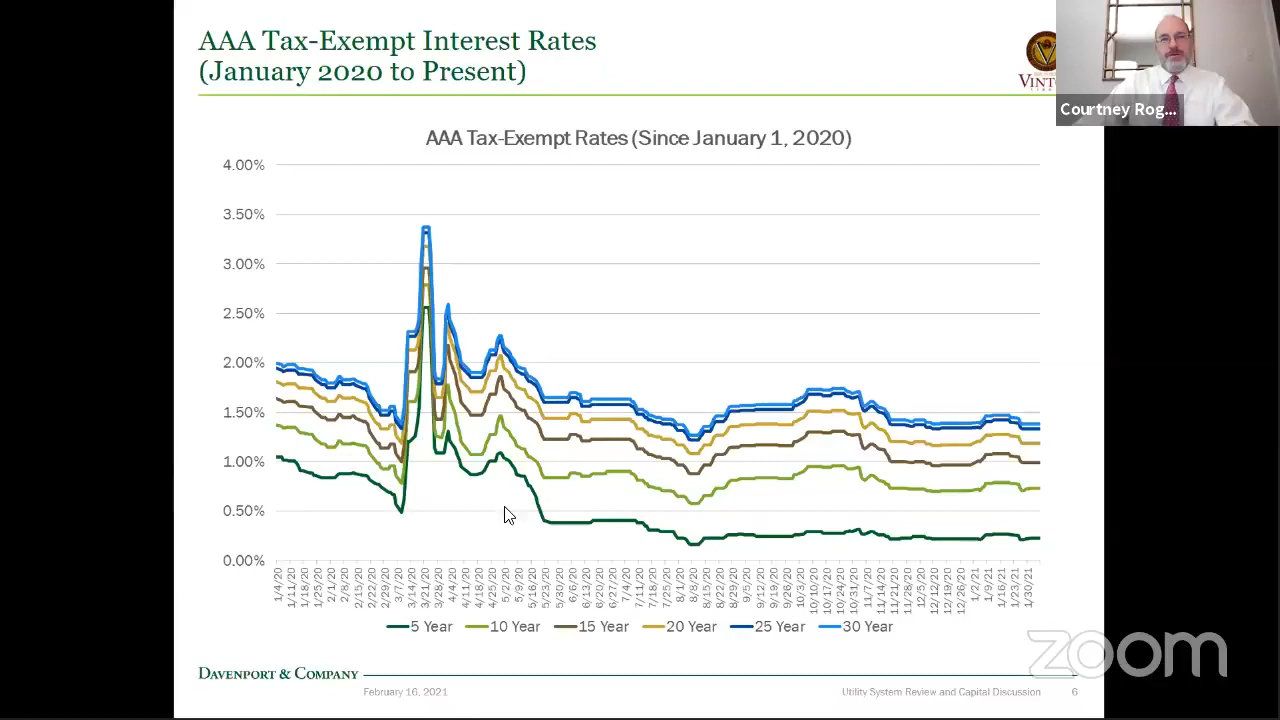 AAA Tax-Exempt Interest Rates
(January 2020 to Present)
Courtney Rog...
AAA Tax-Exempt Rates (Since January 1, 2020)
4.00%
3.50%
3.00%
2.50%
2.00%
1.50%
1.00%
0.50%
0.00%
1/4/20 1/11/20 1/18/20 1/25/20 2/1/20 2/8/20 2/15/20 2/22/20 2/29/20 3/7/20 3/14/20 3/21/20 3/28/20 4/4/20 4/11/20 4/18/20 4/25/20 5/2/20 5/9/20 5/16/20 5/23/20 5/30/20 6/6/20 6/13/20 6/20/20 6/27/20 7/4/20 7/11/20 7/18/20 7/25/20 8/1/20 8/8/20 8/15/20 8/22/20 8/29/20 9/5/20 9/12/20 9/19/20 9/26/20 10/3/20 10/10/20 10/17/20 10/24/20 10/31/20 11/7/20 11/14/20 11/21/20 11/28/20 12/5/20 12/12/20 12/19/20 12/26/20 1/2/21 1/9/21 1/16/21 1/23/21 1/30/21
5 Year 10 Year 15 Year 20 Year 25 Year 30 Year
zoom
DAVENPORT & COMPANY
February 16, 2021 Utility System Review and Capital Discussion 6